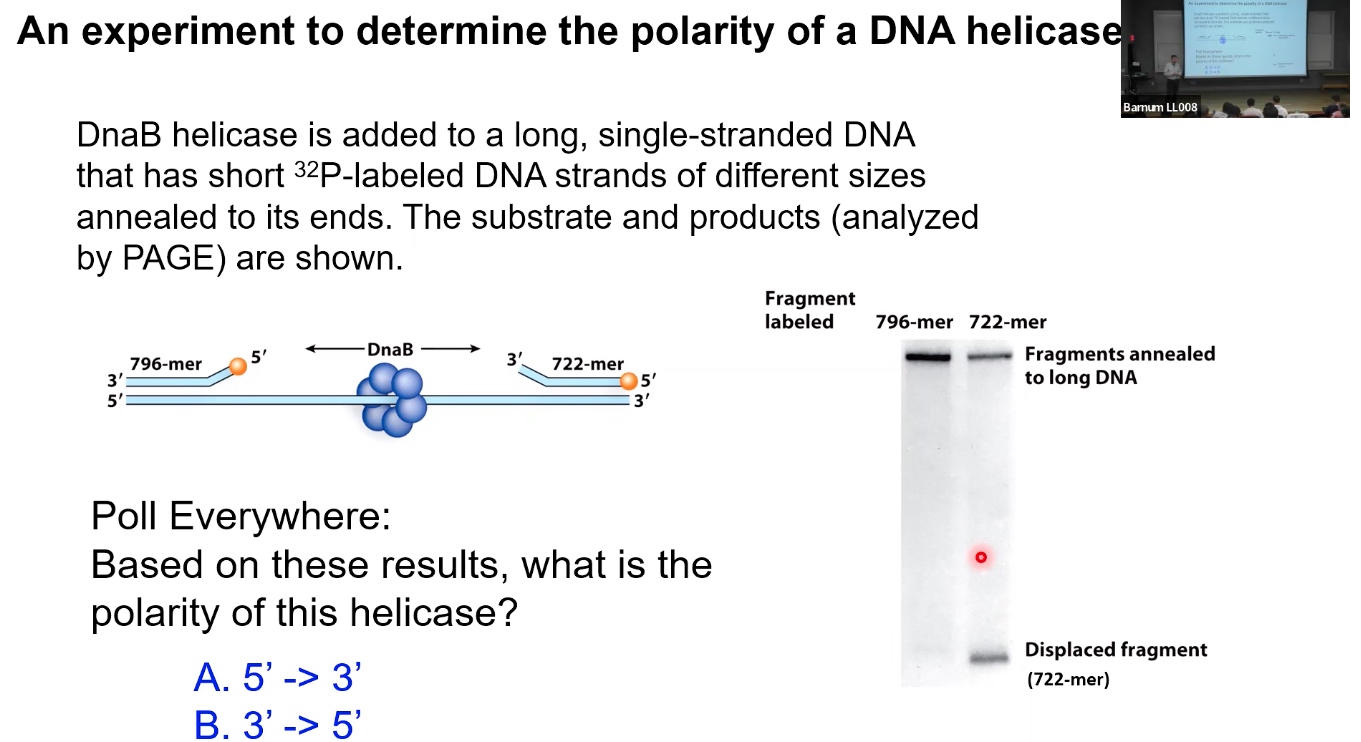 An experiment to determine the polarity of a DNA helicase
Barnum LL008
DnaB helicase is added to a long, single-stranded DNA
that has short ³²P-labeled DNA strands of different sizes
annealed to its ends. The substrate and products (analyzed
by PAGE) are shown.
Fragment
labeled
796-mer 722-mer
Fragments annealed
to long DNA
796-mer
5′
DnaB
3′
722-mer
3′
5′
5′
3′
Displaced fragment
(722-mer)
Poll Everywhere:
Based on these results, what is the
polarity of this helicase?
A. 5’ -> 3’
B. 3’ -> 5’